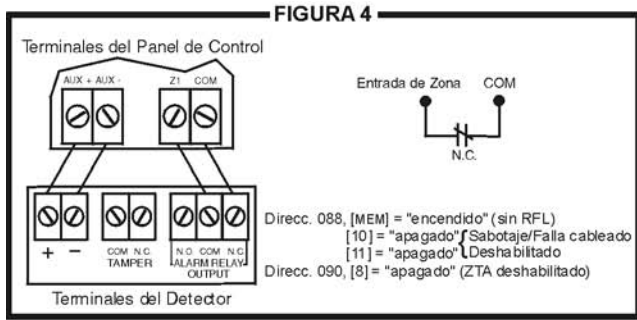 FIGURA 4
Terminales del Panel de Control
AUX + AUX - Z1 COM
Entrada de Zona COM
N.C.
+ - COM N.C. N.O. COM N.C.
TAMPER ALARM RELAY
OUTPUT
Terminales del Detector
Direcc. 088, [MEM] = "encendido" (sin RFL)
[10] = "apagado" { Sabotaje/Falla cableado
[11] = "apagado" Deshabilitado
Direcc. 090, [8] = "apagado" (ZTA deshabilitado)